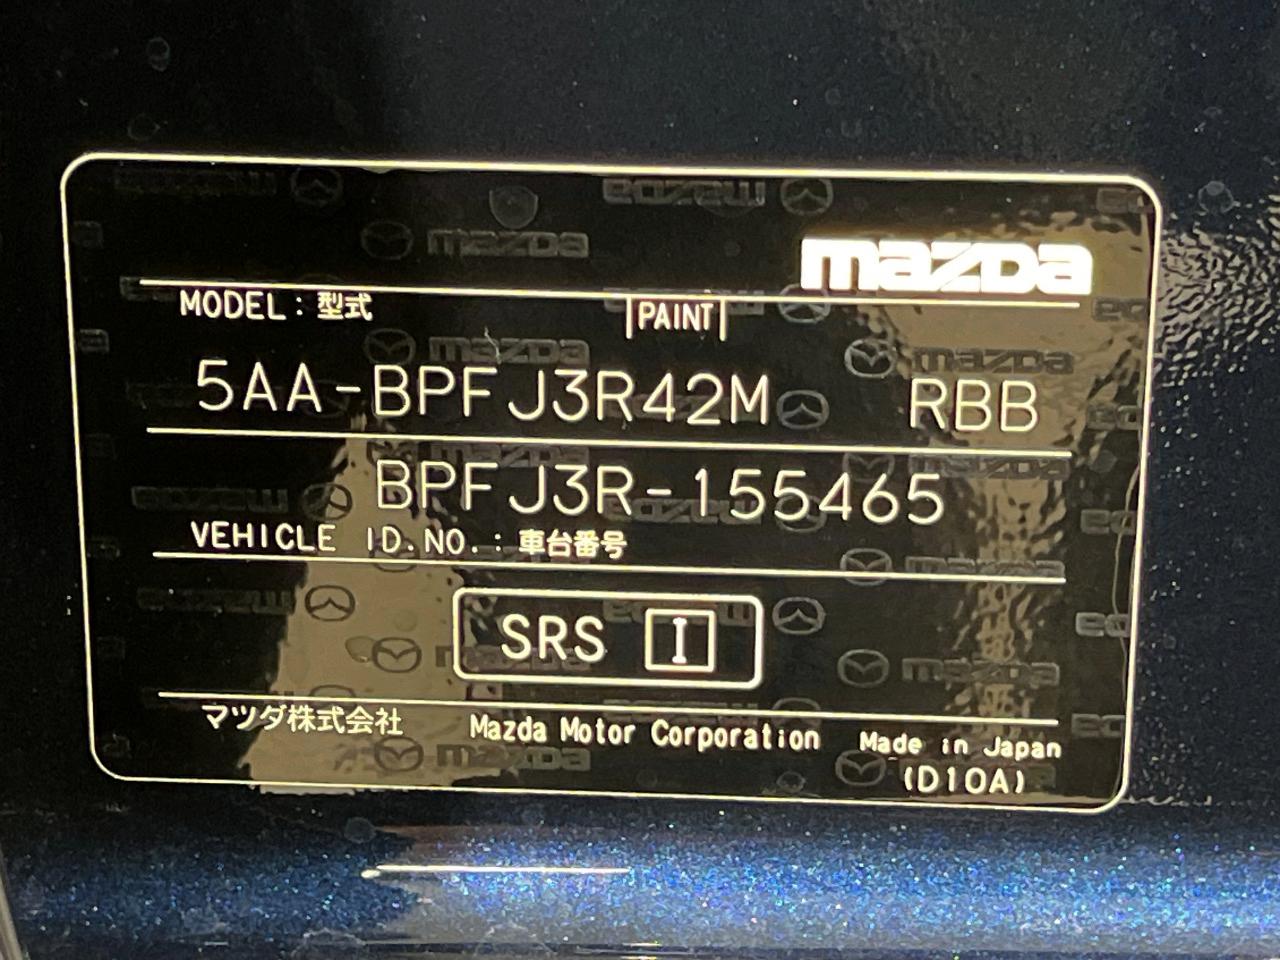 mazda
MODEL : 型式 |PAINT|
5AA-BPFJ3R42M RBB
BPFJ3R-155465
VEHICLE ID.NO. : 車台番号
SRS I
マツダ株式会社 Mazda Motor Corporation Made in Japan
(D10A)